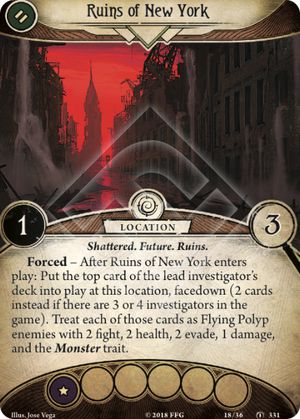 Ruins of New York
1
3
LOCATION
Shattered. Future. Ruins.
Forced – After Ruins of New York enters
play: Put the top card of the lead investigator's
deck into play at this location, facedown (2 cards
instead if there are 3 or 4 investigators in the
game). Treat each of those cards as Flying Polyp
enemies with 2 fight, 2 health, 2 evade, 1 damage,
and the Monster trait.
Illus. Jose Vega © 2018 FFG 18/36 331